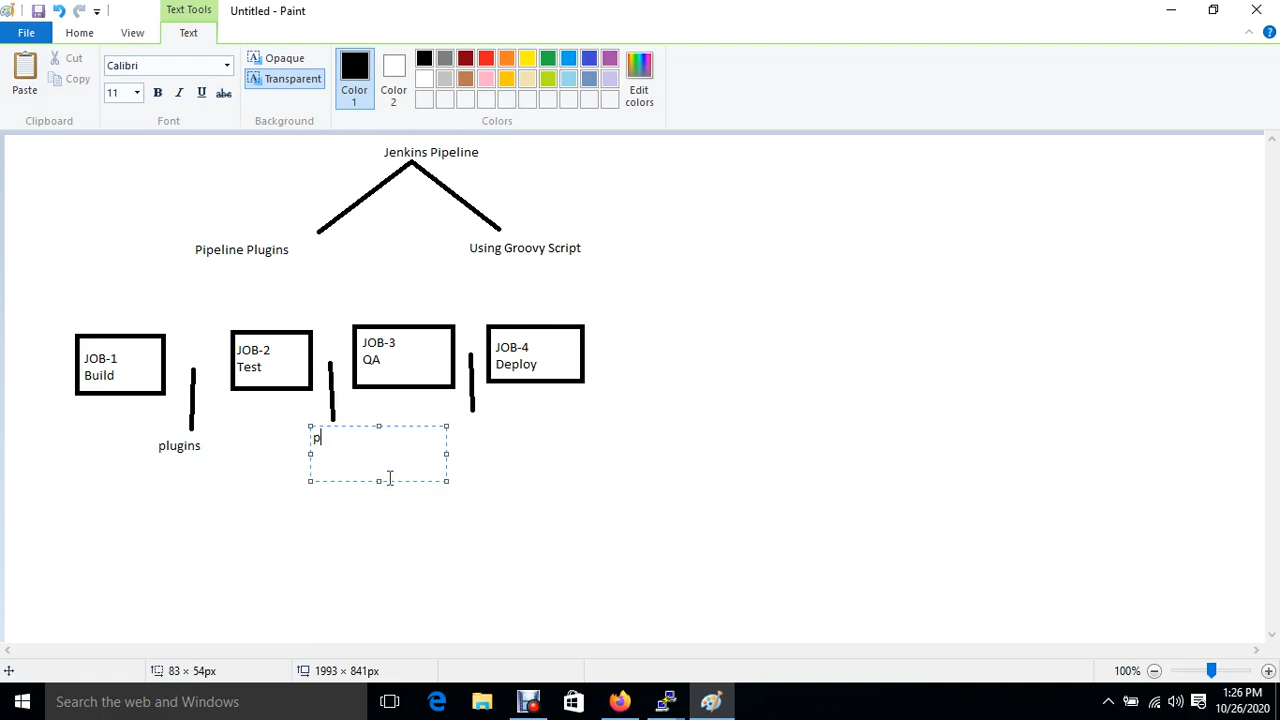 Text Tools
Untitled - Paint
File
Home
View
Text
Paste
Cut
Copy
Clipboard
Calibri
11
B
I
U
abc
Font
Opaque
Transparent
Background
Color 1
Color 2
Edit colors
Colors
Jenkins Pipeline
Pipeline Plugins
Using Groovy Script
JOB-1
Build
JOB-2
Test
JOB-3
QA
JOB-4
Deploy
plugins
p
83 × 54px
1993 × 841px
100%
Search the web and Windows
1:26 PM
10/26/2020